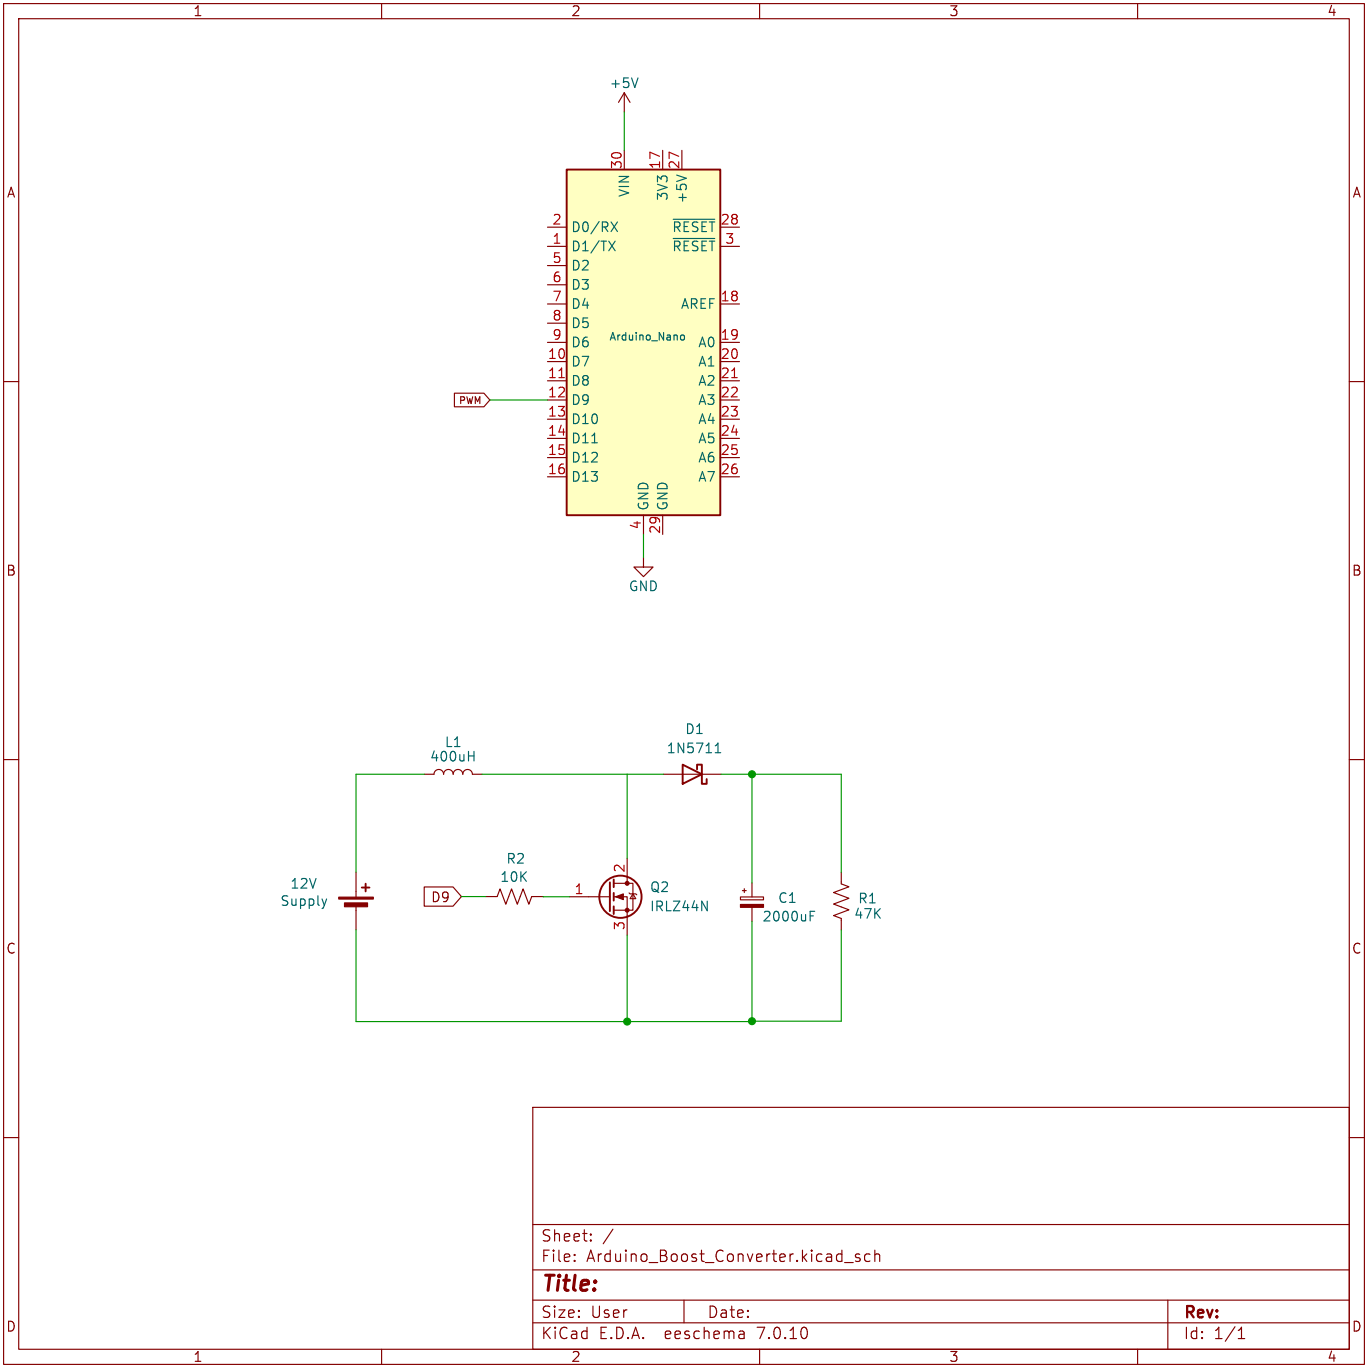 1 2 3 4
+5V
30 17 27
VIN 3V3 +5V
2 D0/RX RESET 28
1 D1/TX RESET 3
5 D2
6 D3
7 D4 AREF 18
8 D5
Arduino_Nano
9 D6 A0 19
10 D7 A1 20
11 D8 A2 21
PWM 12 D9 A3 22
13 D10 A4 23
14 D11 A5 24
15 D12 A6 25
16 D13 A7 26
GND GND
4 29
GND
A A
B B
D1
1N5711
L1
400uH
R2
10K
12V
Supply
D9
1 2 3
Q2
IRLZ44N
C1
2000uF
R1
47K
C C
Sheet: /
File: Arduino_Boost_Converter.kicad_sch
Title:
Size: User Date: Rev:
KiCad E.D.A. eeschema 7.0.10 Id: 1/1
D D
1 2 3 4